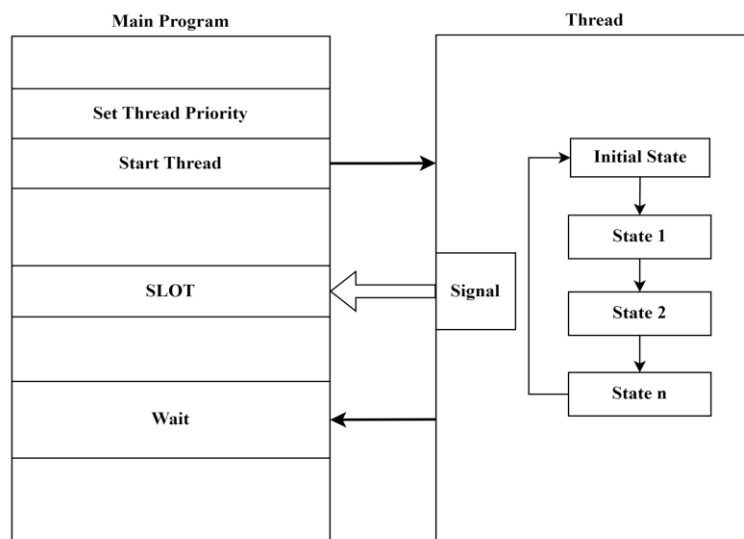 Main Program
Thread
Set Thread Priority
Start Thread
SLOT
Wait
Signal
Initial State
State 1
State 2
State n